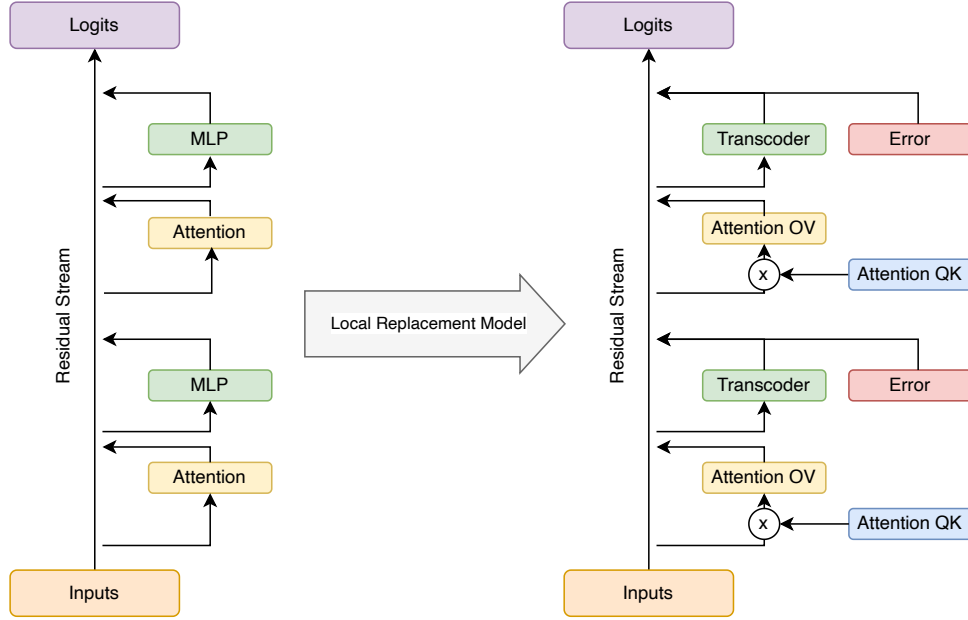 Logits
MLP
Attention
Residual Stream
MLP
Attention
Inputs
Local Replacement Model
Logits
Transcoder
Error
Attention OV
x
Attention QK
Residual Stream
Transcoder
Error
Attention OV
x
Attention QK
Inputs